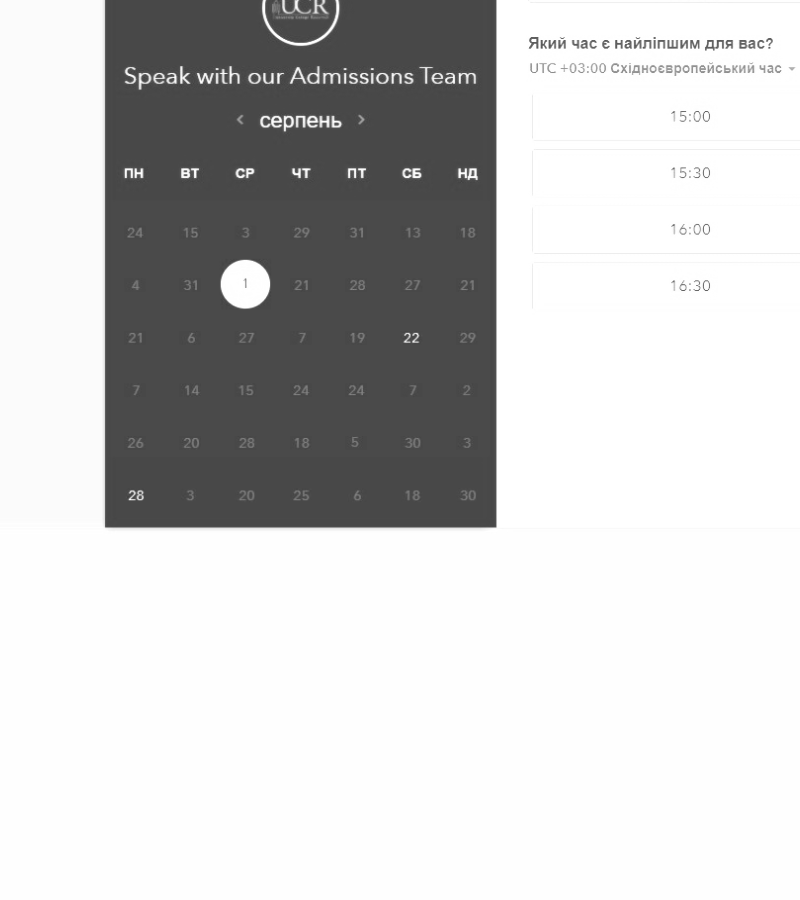 UCR
Speak with our Admissions Team
серпень
ПН ВТ СР ЧТ ПТ СБ НД
24 15 3 29 31 13 18
4 31 1 21 28 27 21
21 6 27 7 19 22 29
7 14 15 24 24 7 2
26 20 28 18 5 30 3
28 3 20 25 6 18 30
Який час є найліпшим для вас?
UTC +03:00 Східноєвропейський час
15:00
15:30
16:00
16:30